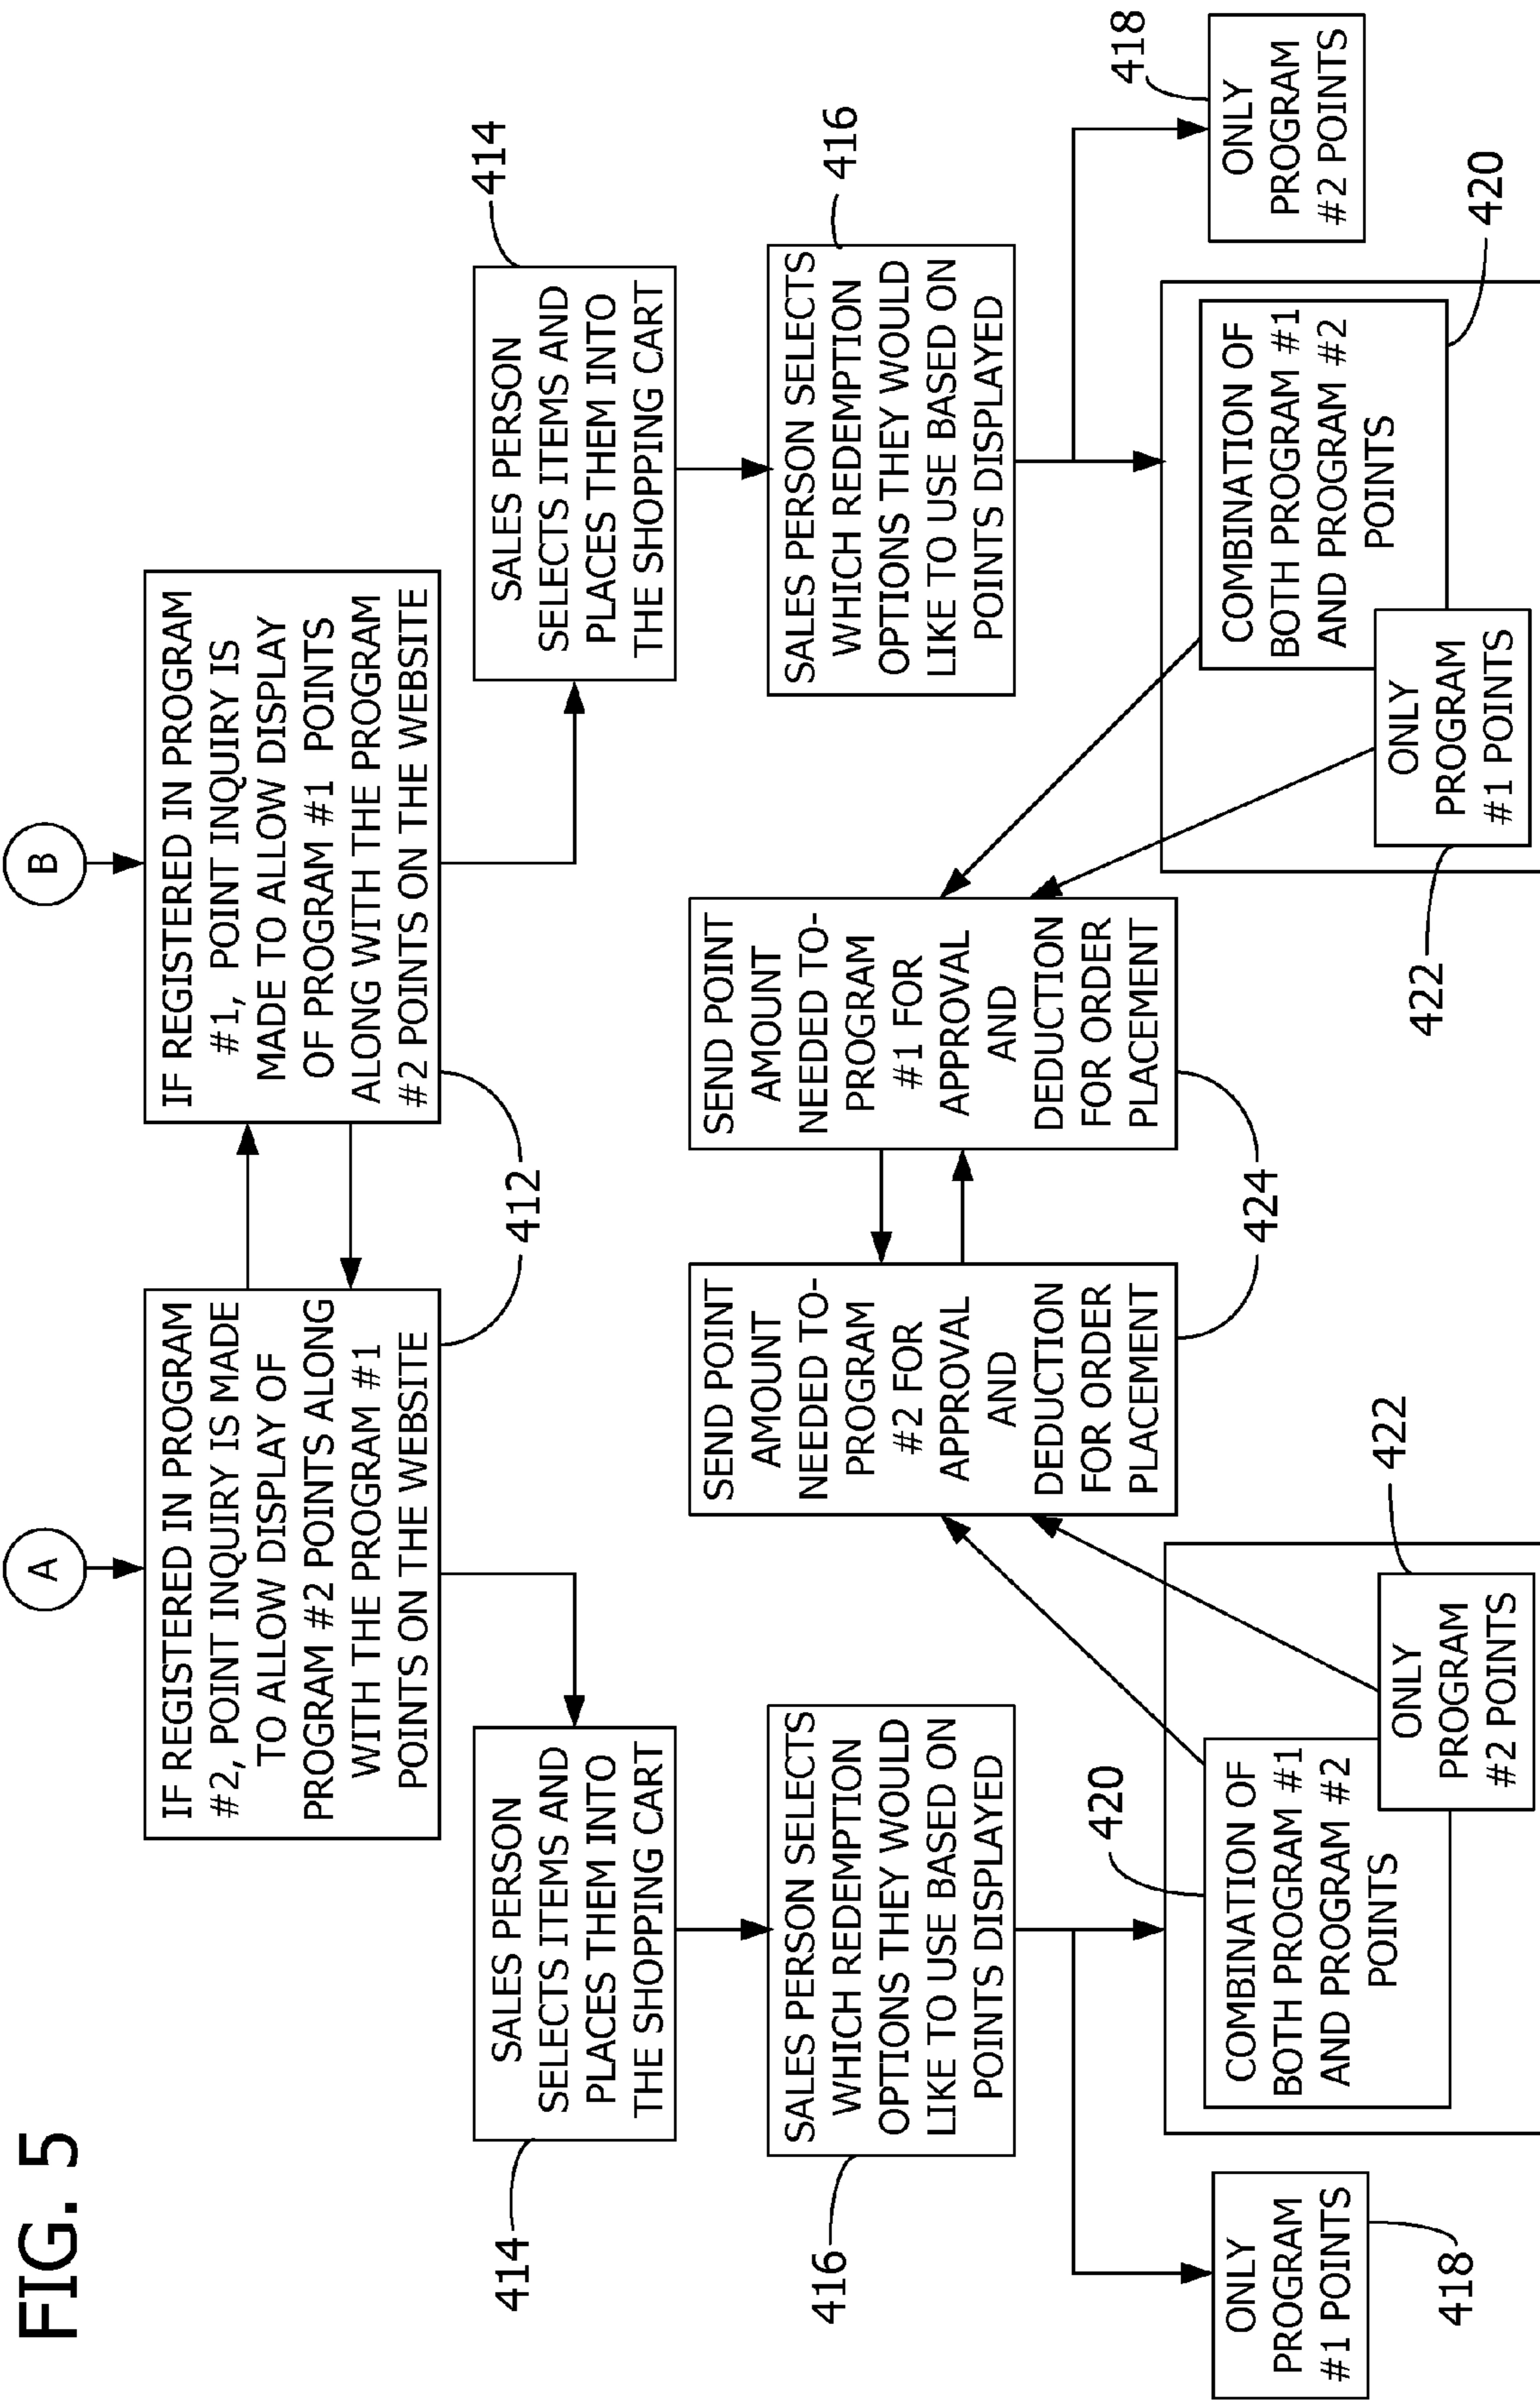 FIG. 5
A
B
IF REGISTERED IN PROGRAM
#2, POINT INQUIRY IS MADE
TO ALLOW DISPLAY OF
PROGRAM #2 POINTS ALONG
WITH THE PROGRAM #1
POINTS ON THE WEBSITE
IF REGISTERED IN PROGRAM
#1, POINT INQUIRY IS
MADE TO ALLOW DISPLAY
OF PROGRAM #1 POINTS
ALONG WITH THE PROGRAM
#2 POINTS ON THE WEBSITE
412
414
SALES PERSON
SELECTS ITEMS AND
PLACES THEM INTO
THE SHOPPING CART
SALES PERSON
SELECTS ITEMS AND
PLACES THEM INTO
THE SHOPPING CART
414
416
SALES PERSON SELECTS
WHICH REDEMPTION
OPTIONS THEY WOULD
LIKE TO USE BASED ON
POINTS DISPLAYED
SEND POINT
AMOUNT
NEEDED TO-
PROGRAM
#2 FOR
APPROVAL
AND
DEDUCTION
FOR ORDER
PLACEMENT
SEND POINT
AMOUNT
NEEDED TO-
PROGRAM
#1 FOR
APPROVAL
AND
DEDUCTION
FOR ORDER
PLACEMENT
SALES PERSON SELECTS
WHICH REDEMPTION
OPTIONS THEY WOULD
LIKE TO USE BASED ON
POINTS DISPLAYED
416
424
418
ONLY
PROGRAM
#1 POINTS
420
COMBINATION OF
BOTH PROGRAM #1
AND PROGRAM #2
POINTS
ONLY
PROGRAM
#2 POINTS
422
422
ONLY
PROGRAM
#1 POINTS
COMBINATION OF
BOTH PROGRAM #1
AND PROGRAM #2
POINTS
420
ONLY
PROGRAM
#2 POINTS
418